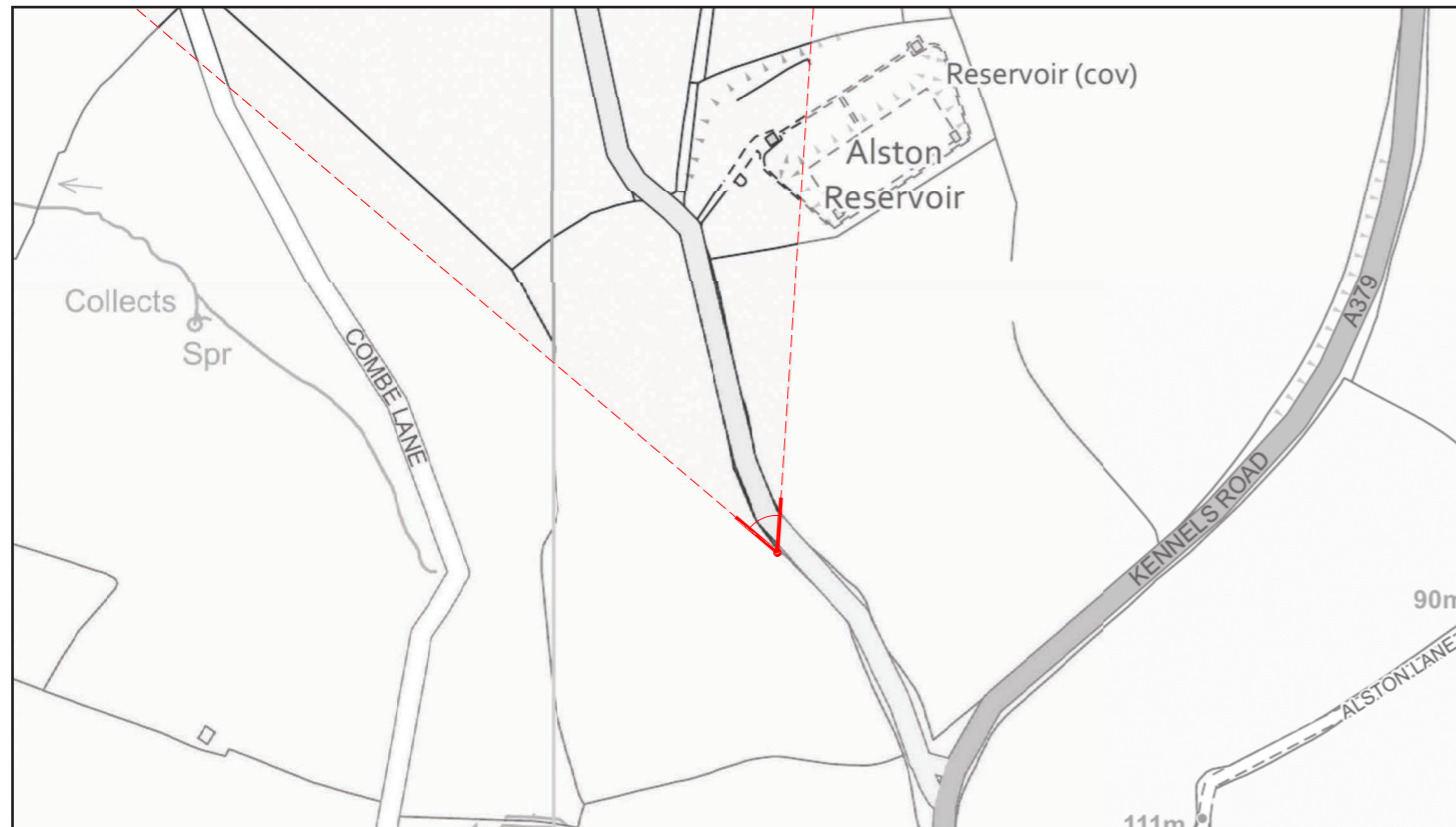 Reservoir (cov)
Alston
Reservoir
A379
Collects
Spr
COMBE LANE
KENNELS ROAD
90m
ALSTON LANE
111m